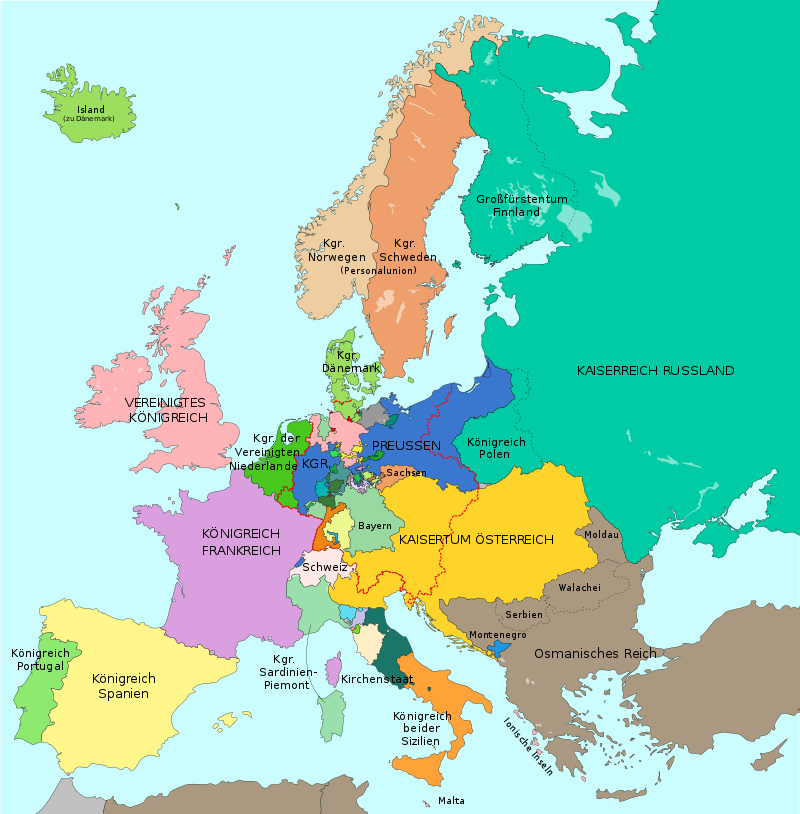 Island
(zu Dänemark)
Großfürstentum
Finnland
Kgr.
Norwegen
Kgr.
Schweden
(Personalunion)
Kgr.
Dänemark
KAISERREICH RUSSLAND
VEREINIGTES
KÖNIGREICH
Kgr. der
Vereinigten
Niederlande
KGR.
PREUSSEN
Königreich
Polen
Sachsen
KÖNIGREICH
FRANKREICH
Bayern
KAISERTUM ÖSTERREICH
Moldau
Schweiz
Walachei
Serbien
Montenegro
Osmanisches Reich
Königreich
Portugal
Königreich
Spanien
Kgr.
Sardinien-
Piemont
Kirchenstaat
Königreich
beider
Sizilien
Ionische Inseln
Malta